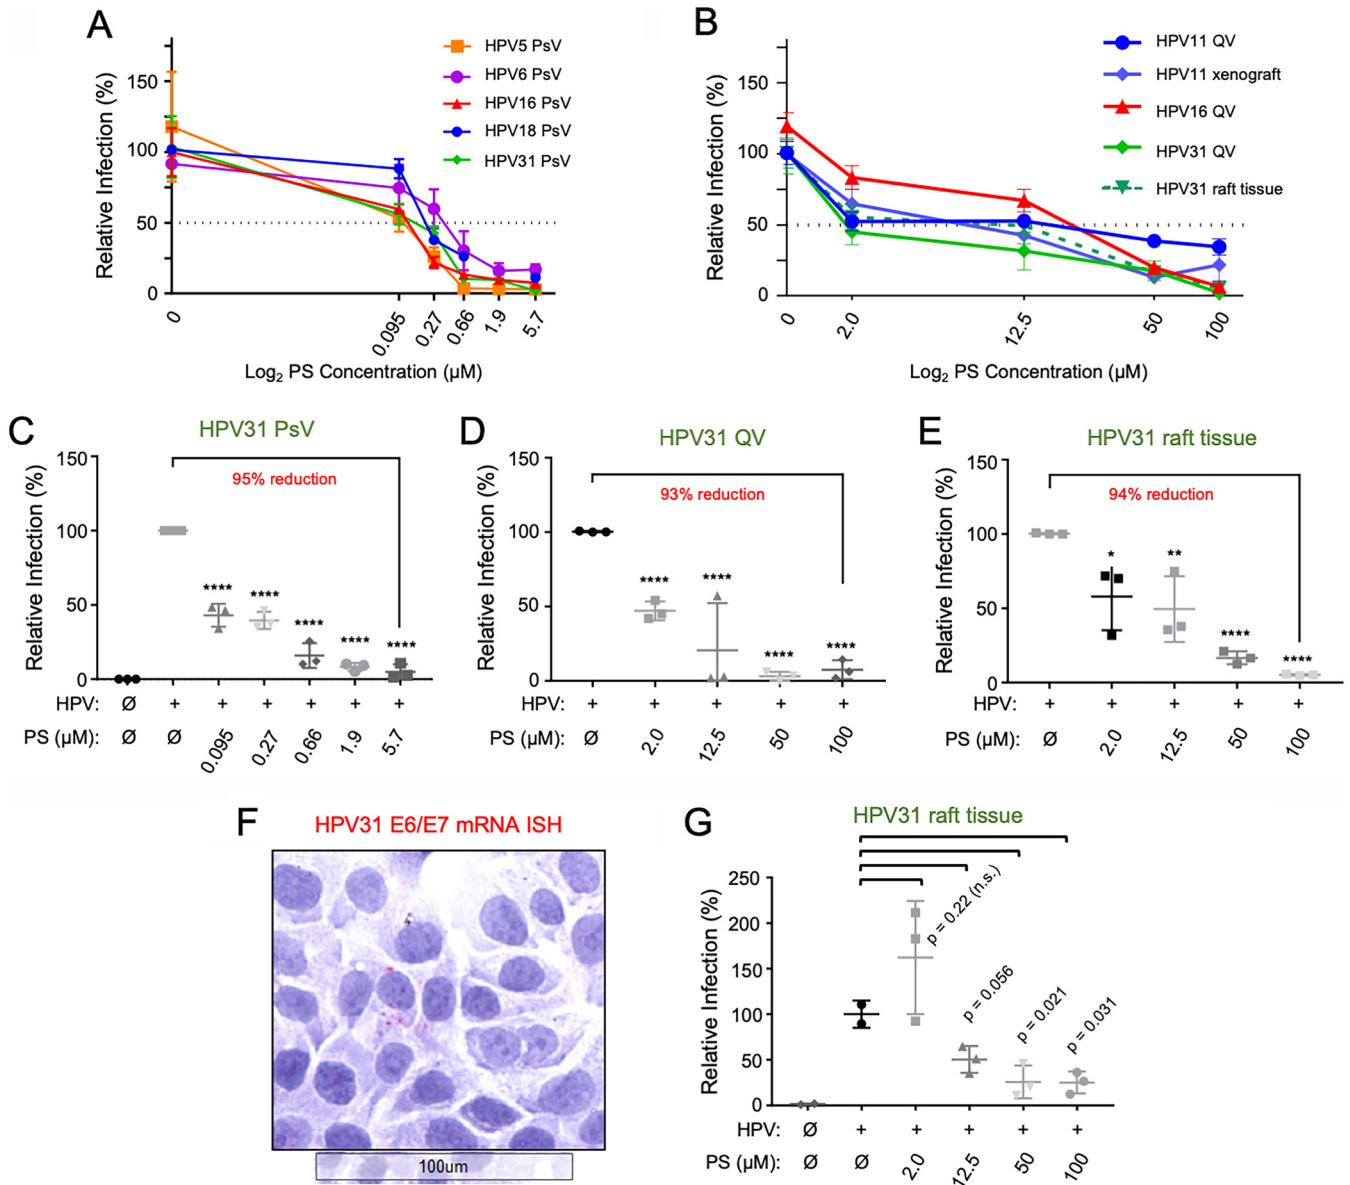 A
HPV5 PsV
HPV6 PsV
HPV16 PsV
HPV18 PsV
HPV31 PsV
Relative Infection (%)
150
100
50
0
0
0.095
0.27
0.66
1.9
5.7
Log₂ PS Concentration (µM)
B
HPV11 QV
HPV11 xenograft
HPV16 QV
HPV31 QV
HPV31 raft tissue
Relative Infection (%)
150
100
50
0
0
2.0
12.5
50
100
Log₂ PS Concentration (µM)
C
HPV31 PsV
95% reduction
Relative Infection (%)
150
100
50
0
**** **** **** **** ****
HPV: Ø + + + + + +
PS (µM): Ø Ø 0.095 0.27 0.66 1.9 5.7
D
HPV31 QV
93% reduction
Relative Infection (%)
150
100
50
0
**** **** **** ****
HPV: + + + + +
PS (µM): Ø 2.0 12.5 50 100
E
HPV31 raft tissue
94% reduction
Relative Infection (%)
150
100
50
0
* ** **** ****
HPV: + + + + +
PS (µM): Ø 2.0 12.5 50 100
F
HPV31 E6/E7 mRNA ISH
100um
G
HPV31 raft tissue
Relative Infection (%)
250
200
150
100
50
0
p = 0.22 (n.s.)
p = 0.056
p = 0.021
p = 0.031
HPV: Ø + + + + +
PS (µM): Ø Ø 2.0 12.5 50 100